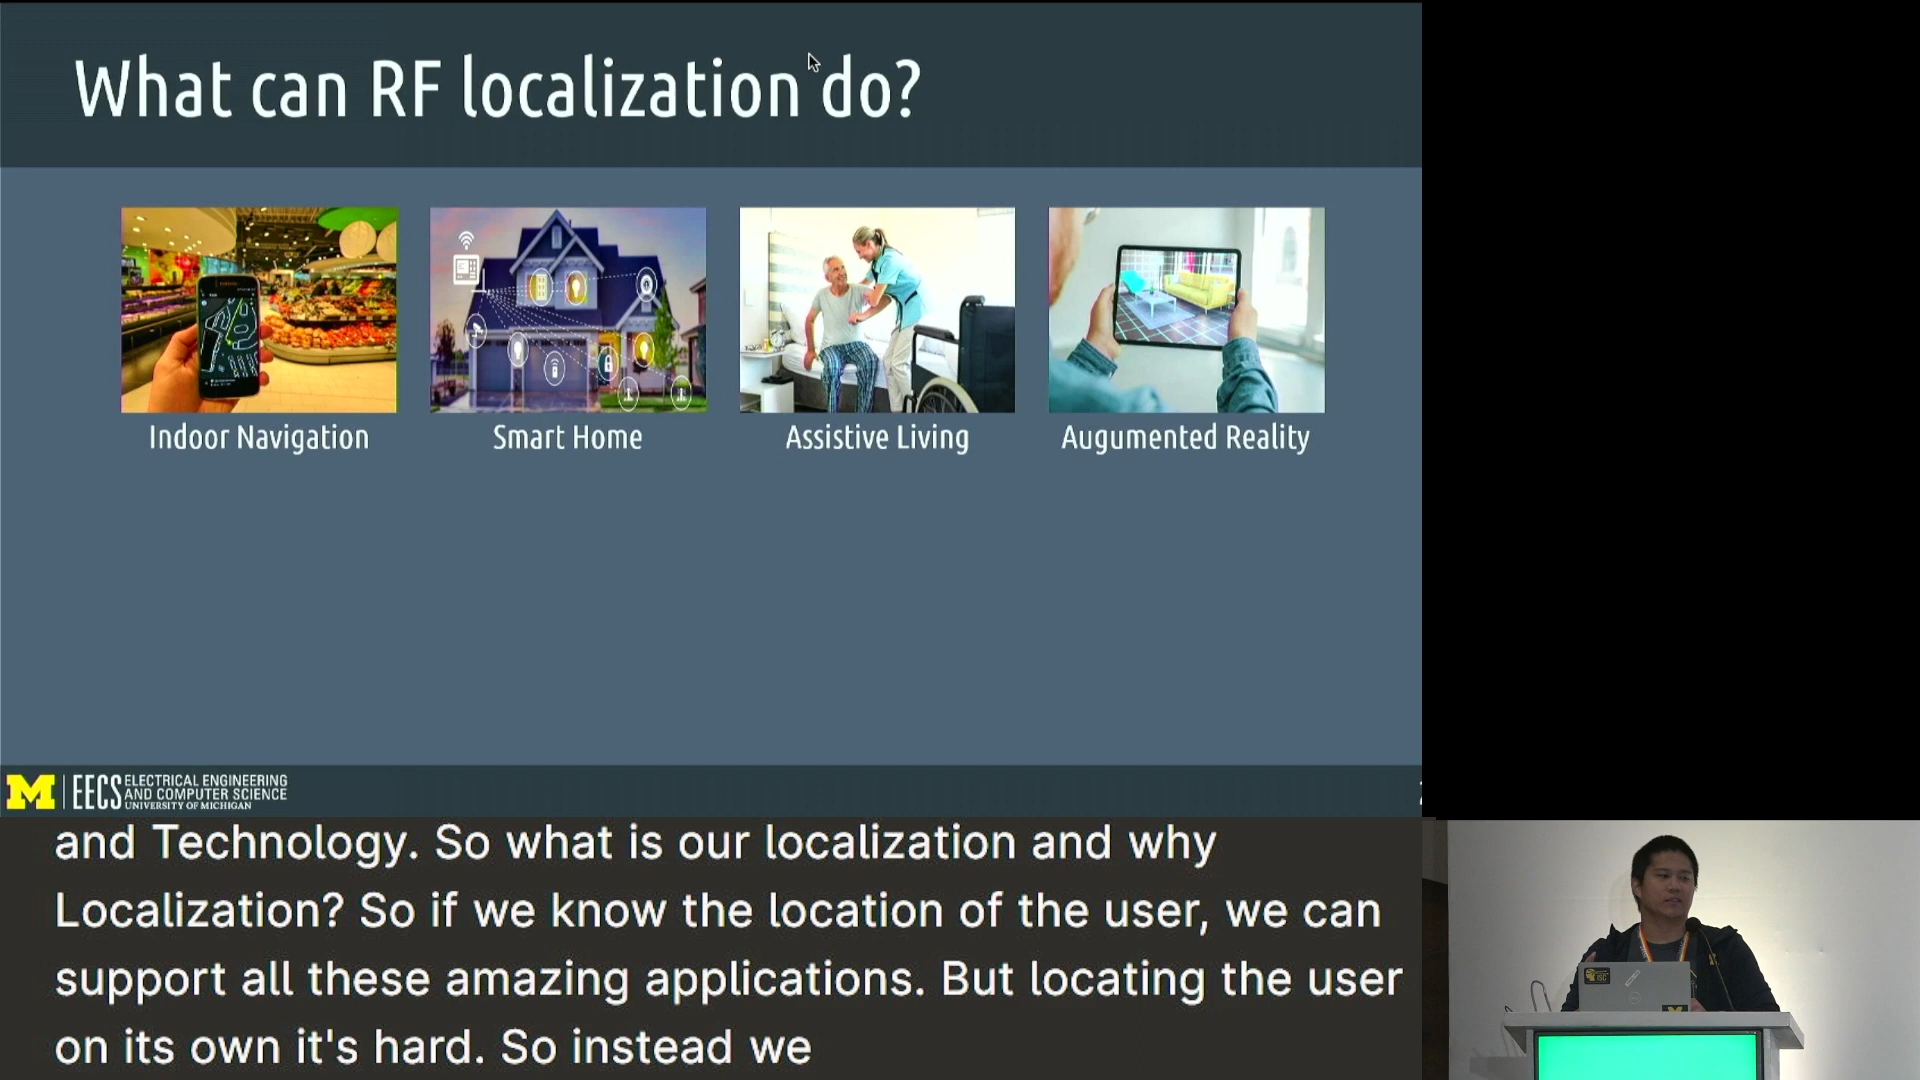 What can RF localization do?
Indoor Navigation
Smart Home
Assistive Living
Augumented Reality
M | EECS ELECTRICAL ENGINEERING
AND COMPUTER SCIENCE
UNIVERSITY OF MICHIGAN
and Technology. So what is our localization and why
Localization? So if we know the location of the user, we can
support all these amazing applications. But locating the user
on its own it's hard. So instead we